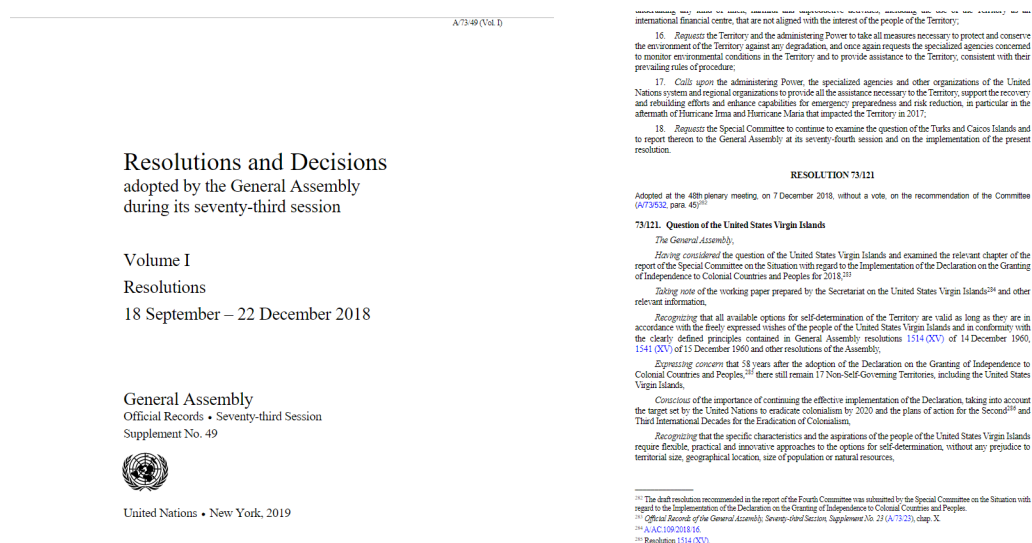 A/73/49 (Vol. I)
Resolutions and Decisions
adopted by the General Assembly
during its seventy-third session
Volume I
Resolutions
18 September – 22 December 2018
General Assembly
Official Records • Seventy-third Session
Supplement No. 49
United Nations • New York, 2019
international financial centre, that are not aligned with the interest of the people of the Territory;
16. Requests the Territory and the administering Power to take all measures necessary to protect and conserve
the environment of the Territory against any degradation, and once again requests the specialized agencies concerned
to monitor environmental conditions in the Territory and to provide assistance to the Territory, consistent with their
prevailing rules of procedure;
17. Calls upon the administering Power, the specialized agencies and other organizations of the United
Nations system and regional organizations to provide all the assistance necessary to the Territory, support the recovery
and rebuilding efforts and enhance capabilities for emergency preparedness and risk reduction, in particular in the
aftermath of Hurricane Irma and Hurricane Maria that impacted the Territory in 2017;
18. Requests the Special Committee to continue to examine the question of the Turks and Caicos Islands and
to report thereon to the General Assembly at its seventy-fourth session and on the implementation of the present
resolution.
RESOLUTION 73/121
Adopted at the 48th plenary meeting, on 7 December 2018, without a vote, on the recommendation of the Committee
(A/73/532, para. 45)²⁸²
73/121. Question of the United States Virgin Islands
The General Assembly,
Having considered the question of the United States Virgin Islands and examined the relevant chapter of the
report of the Special Committee on the Situation with regard to the Implementation of the Declaration on the Granting
of Independence to Colonial Countries and Peoples for 2018,²⁸³
Taking note of the working paper prepared by the Secretariat on the United States Virgin Islands²⁸⁴ and other
relevant information,
Recognizing that all available options for self-determination of the Territory are valid as long as they are in
accordance with the freely expressed wishes of the people of the United States Virgin Islands and in conformity with
the clearly defined principles contained in General Assembly resolutions 1514 (XV) of 14 December 1960,
1541 (XV) of 15 December 1960 and other resolutions of the Assembly,
Expressing concern that 58 years after the adoption of the Declaration on the Granting of Independence to
Colonial Countries and Peoples,²⁸⁵ there still remain 17 Non-Self-Governing Territories, including the United States
Virgin Islands,
Conscious of the importance of continuing the effective implementation of the Declaration, taking into account
the target set by the United Nations to eradicate colonialism by 2020 and the plans of action for the Second²⁸⁶ and
Third International Decades for the Eradication of Colonialism,
Recognizing that the specific characteristics and the aspirations of the people of the United States Virgin Islands
require flexible, practical and innovative approaches to the options for self-determination, without any prejudice to
territorial size, geographical location, size of population or natural resources,
²⁸² The draft resolution recommended in the report of the Fourth Committee was submitted by the Special Committee on the Situation with
regard to the Implementation of the Declaration on the Granting of Independence to Colonial Countries and Peoples.
²⁸³ Official Records of the General Assembly, Seventy-third Session, Supplement No. 23 (A/73/23), chap. X.
²⁸⁴ A/AC.109/2018/16.
²⁸⁵ Resolution 1514 (XV).